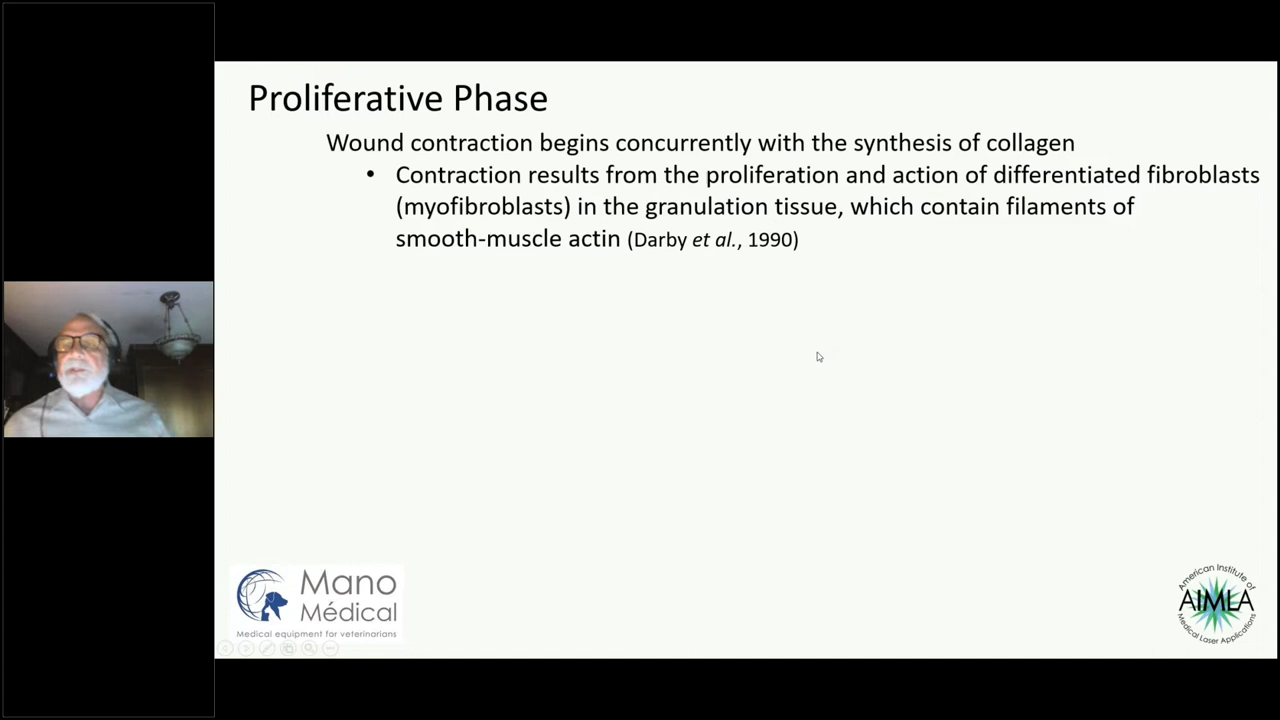 Proliferative Phase
Wound contraction begins concurrently with the synthesis of collagen
• Contraction results from the proliferation and action of differentiated fibroblasts
(myofibroblasts) in the granulation tissue, which contain filaments of
smooth-muscle actin (Darby et al., 1990)
Mano
Médical
Medical equipment for veterinarians
American Institute of
AIMLA
Medical Laser Applications